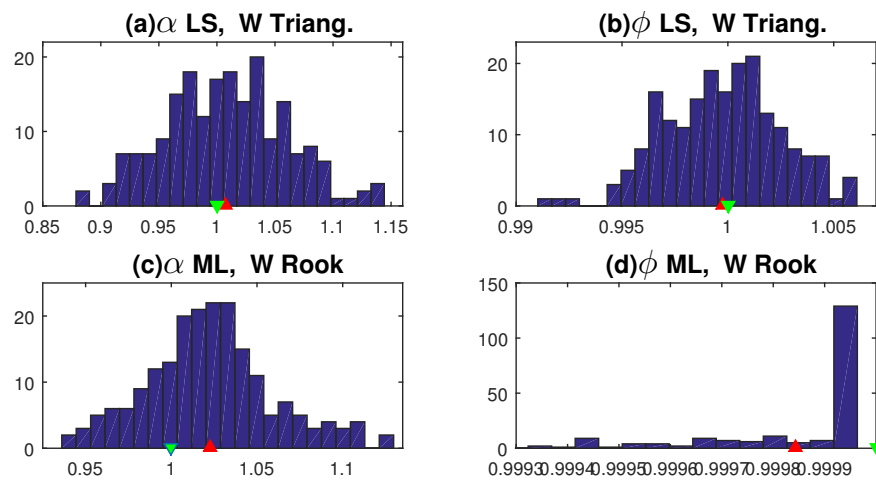 (a)α LS, W Triang.
20
10
0
0.85 0.9 0.95 1 1.05 1.1 1.15
(b)ϕ LS, W Triang.
20
10
0
0.99 0.995 1 1.005
(c)α ML, W Rook
20
10
0
0.95 1 1.05 1.1
(d)ϕ ML, W Rook
150
100
50
0
0.9993 0.9994 0.9995 0.9996 0.9997 0.9998 0.9999